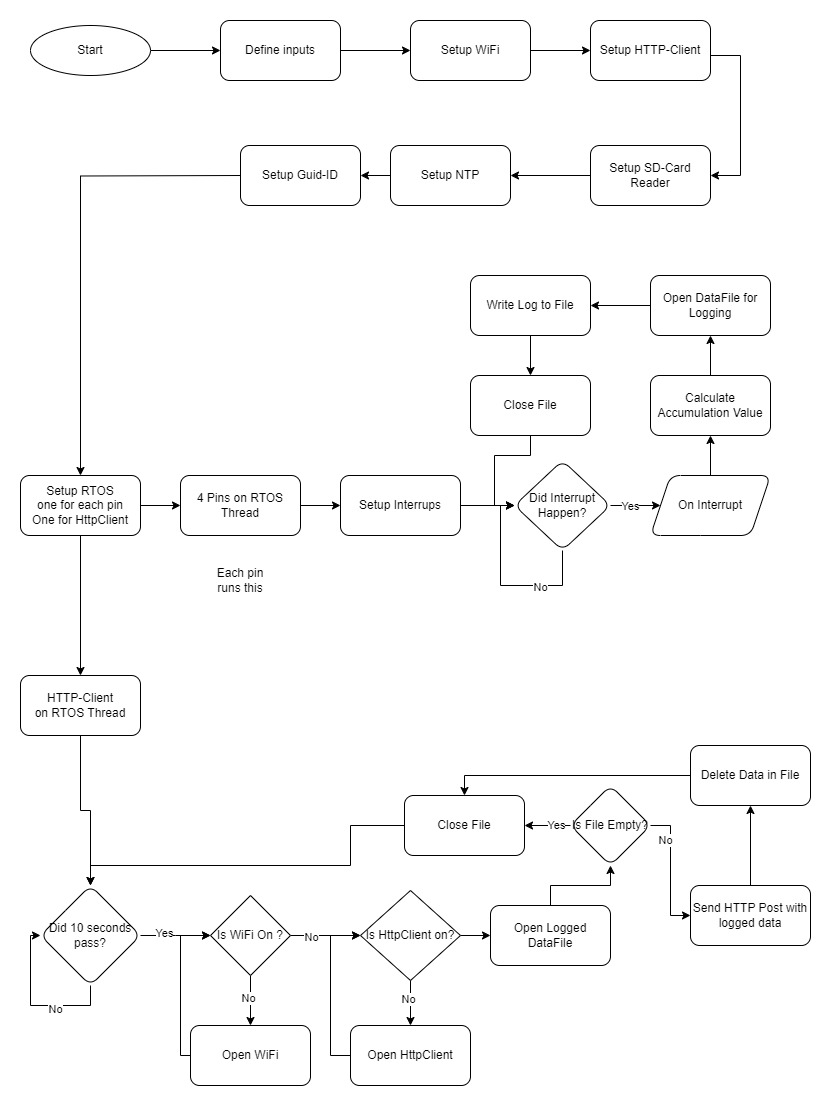 Start
Define inputs
Setup WiFi
Setup HTTP-Client
Setup Guid-ID
Setup NTP
Setup SD-Card
Reader
Write Log to File
Open DataFile for
Logging
Close File
Calculate
Accumulation Value
Setup RTOS
one for each pin
One for HttpClient
4 Pins on RTOS
Thread
Setup Interrups
Did Interrupt
Happen?
Yes
On Interrupt
No
Each pin
runs this
HTTP-Client
on RTOS Thread
Delete Data in File
Close File
Yes
Is File Empty?
No
Send HTTP Post with
logged data
Did 10 seconds
pass?
Yes
Is WiFi On ?
No
Is HttpClient on?
Open Logged
DataFile
No
No
No
Open WiFi
Open HttpClient